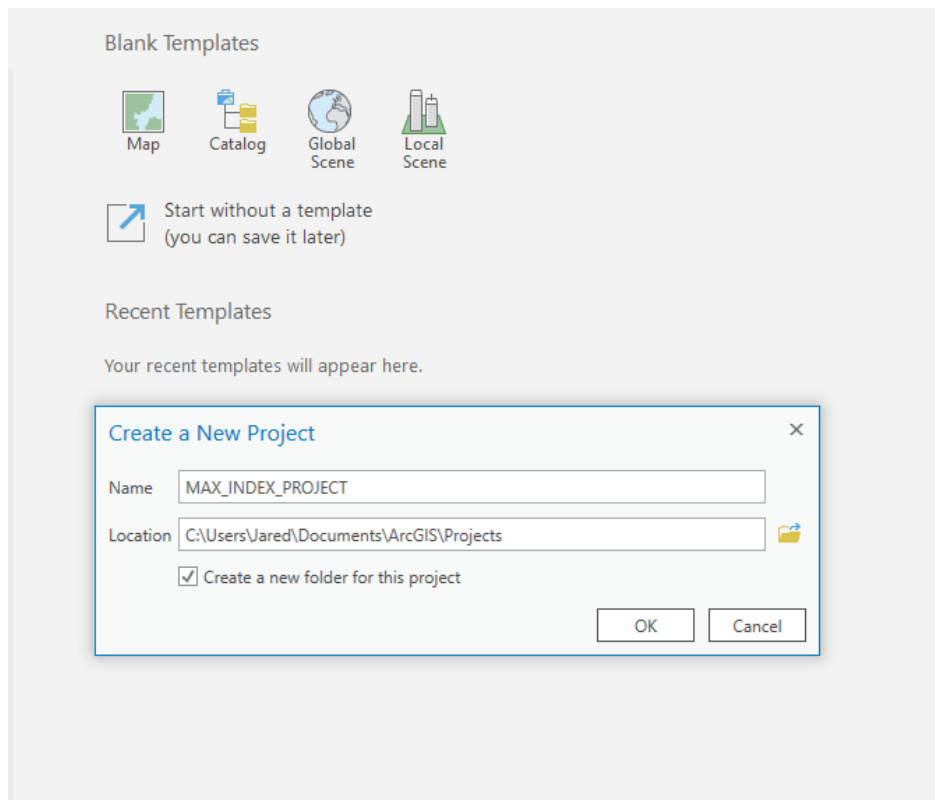 Blank Templates
Map
Catalog
Global
Scene
Local
Scene
Start without a template
(you can save it later)
Recent Templates
Your recent templates will appear here.
Create a New Project
Name MAX_INDEX_PROJECT
Location C:\Users\Jared\Documents\ArcGIS\Projects
Create a new folder for this project
OK Cancel